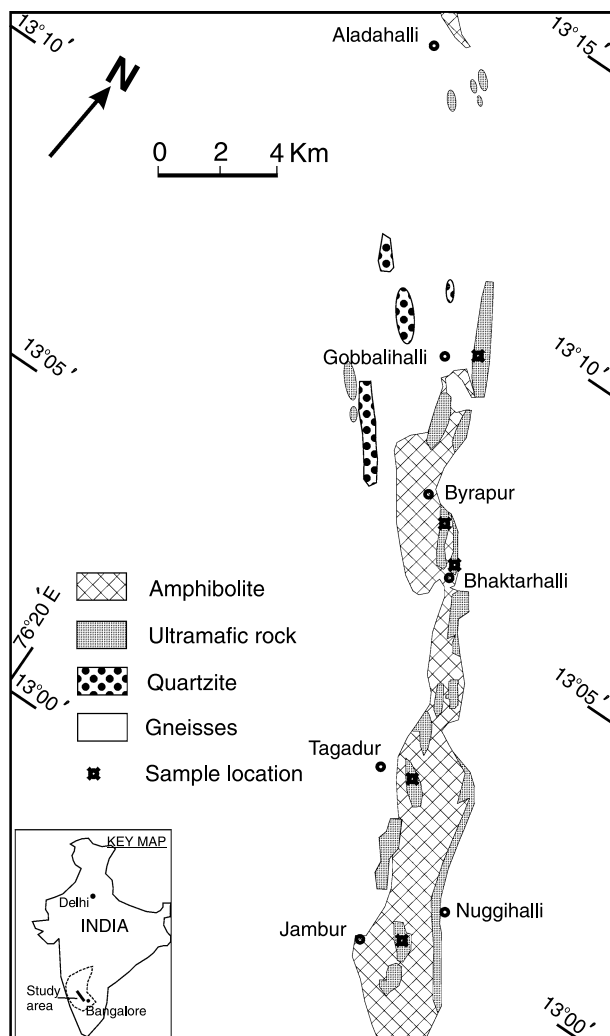 13°10´
Aladahalli
13°15´
N
0 2 4 Km
13°05´
Gobbalihalli
13°10´
Byrapur
Bhaktarhalli
76°20´E
13°00´
Amphibolite
Ultramafic rock
Quartzite
Gneisses
Sample location
13°05´
Tagadur
Nuggihalli
Jambur
13°00´
KEY MAP
Delhi
INDIA
Study
area
Bangalore